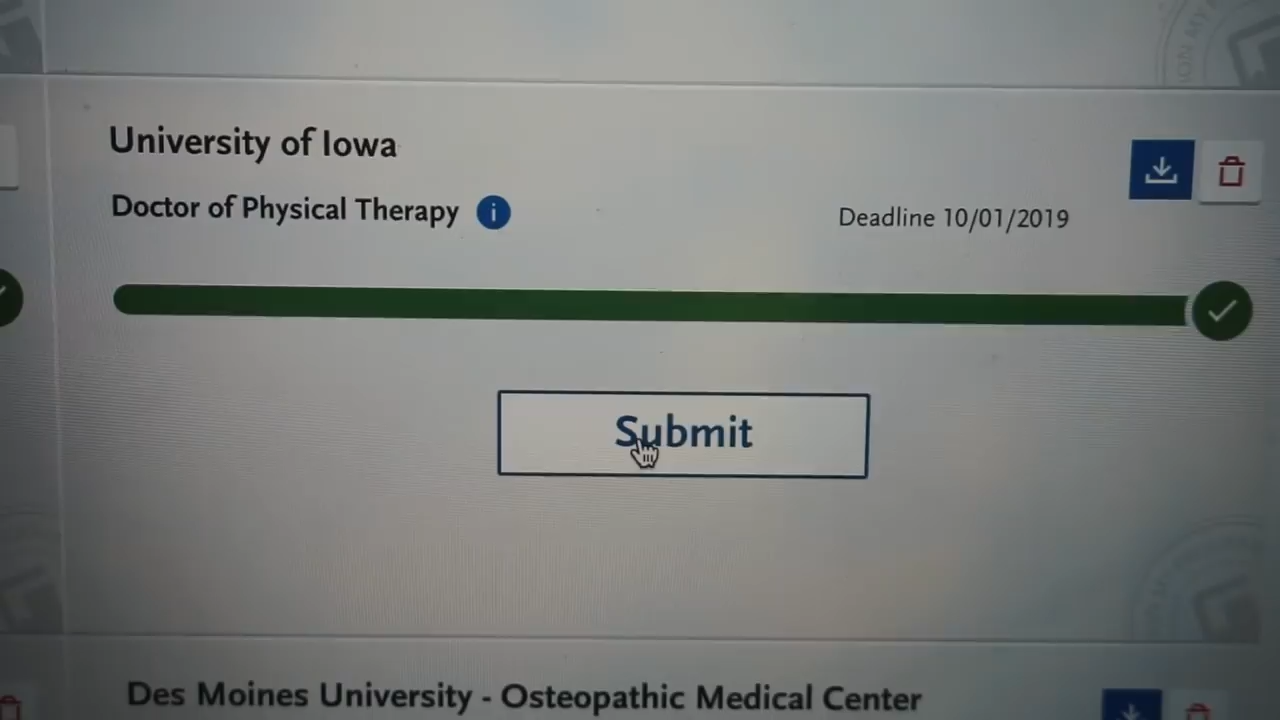 University of Iowa
Doctor of Physical Therapy
Deadline 10/01/2019
Submit
Des Moines University - Osteopathic Medical Center